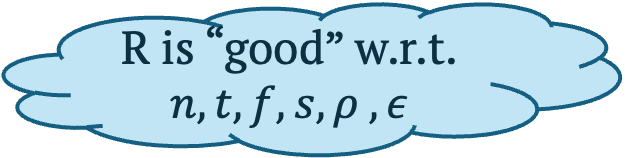 R is “good” w.r.t.
𝑛, 𝑡, 𝑓, 𝑠, 𝜌 , 𝜖